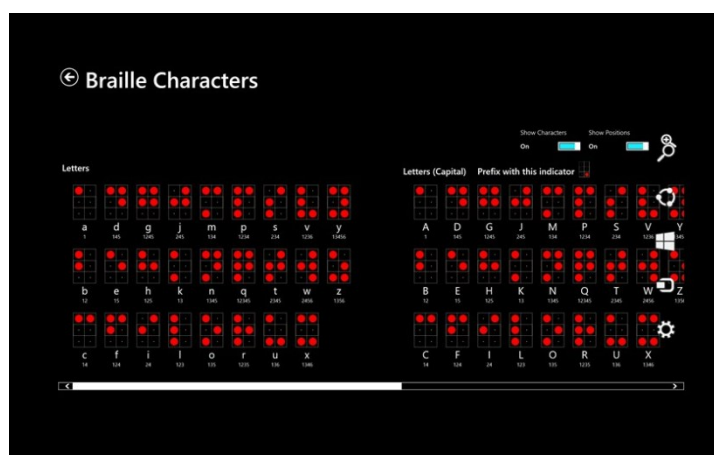 Braille Characters
Show Characters Show Positions
On On
Letters
Letters (Capital) Prefix with this indicator
a d g j m p s v y
1 145 1245 245 134 1234 234 1236 13456
A D G J M P S V Y
1 145 1245 245 134 1234 234 1236
b e h k n q t w z
12 15 125 13 1345 12345 2345 2456 1356
B E H K N Q T W Z
12 15 125 13 1345 12345 2345 2456
c f i l o r u x
14 124 24 123 135 1235 136 1346
C F I L O R U X
14 124 24 123 135 1235 136 1346